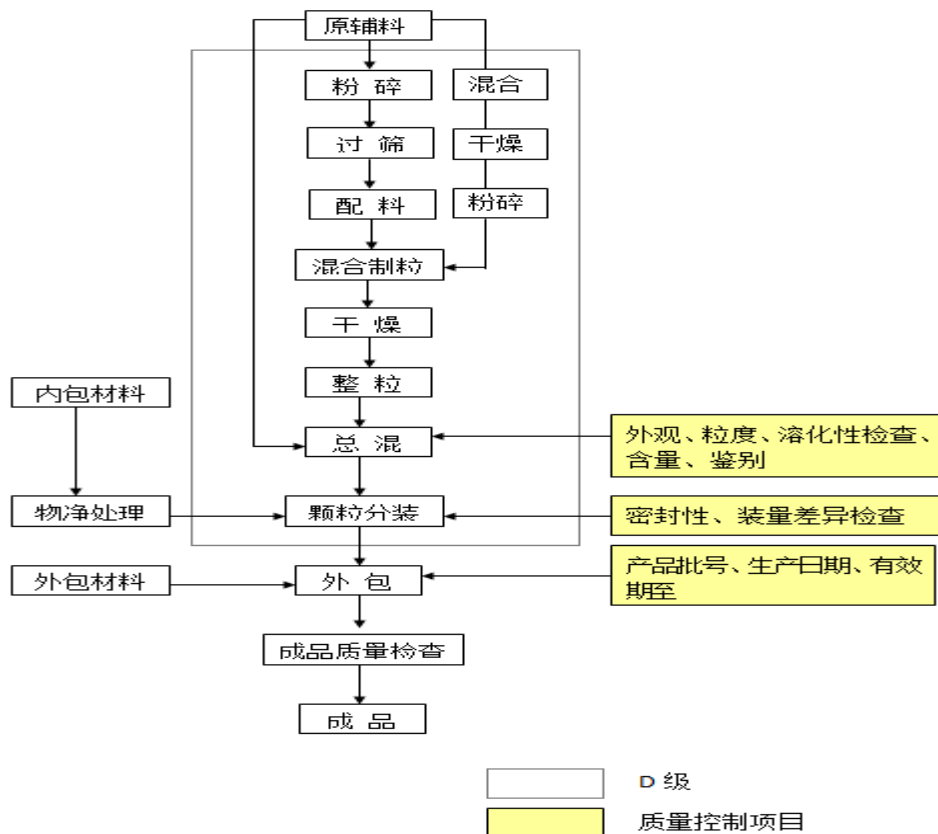 原辅料
粉 碎
混合
过 筛
干燥
配 料
粉碎
混合制粒
干 燥
整 粒
内包材料
总 混
外观、粒度、溶化性检查、
含量、鉴别
物净处理
颗粒分装
密封性、装量差异检查
外包材料
外 包
产品批号、生产日期、有效
期至
成品质量检查
成 品
D 级
质量控制项目